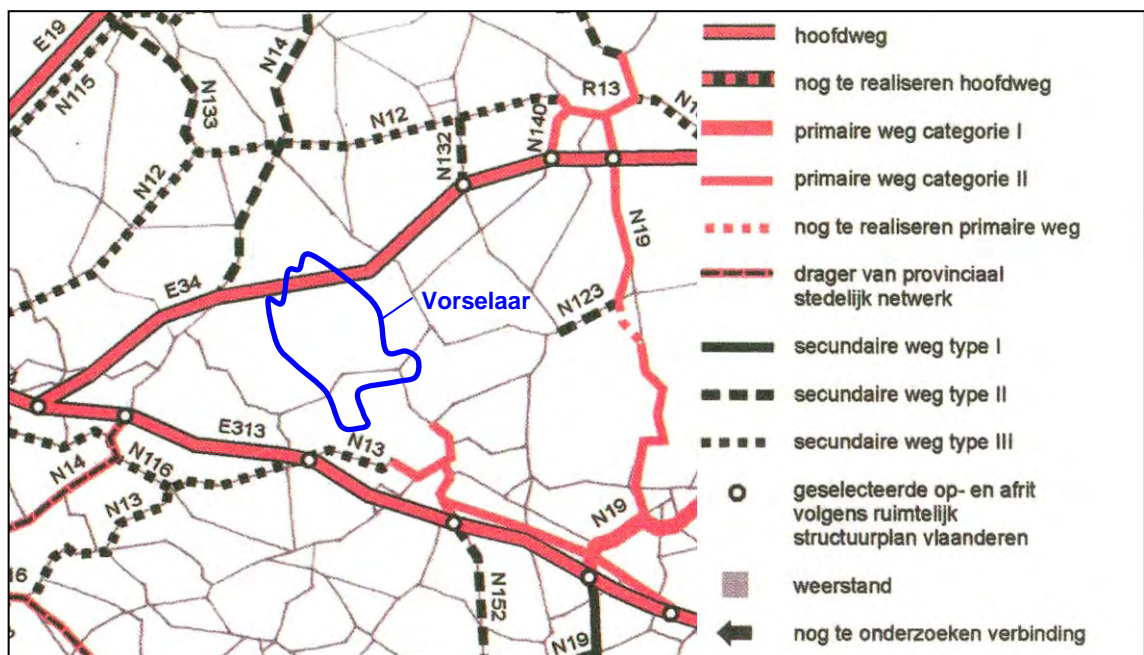 E19
N115
N133
N14
N12
N132
N140
R13
N12
N19
E34
Vorselaar
N123
E313
N13
N14
N116
N13
N19
N152
N19
hoofdweg
nog te realiseren hoofdweg
primaire weg categorie I
primaire weg categorie II
nog te realiseren primaire weg
drager van provinciaal
stedelijk netwerk
secundaire weg type I
secundaire weg type II
secundaire weg type III
geselecteerde op- en afrit
volgens ruimtelijk
structuurplan vlaanderen
weerstand
nog te onderzoeken verbinding